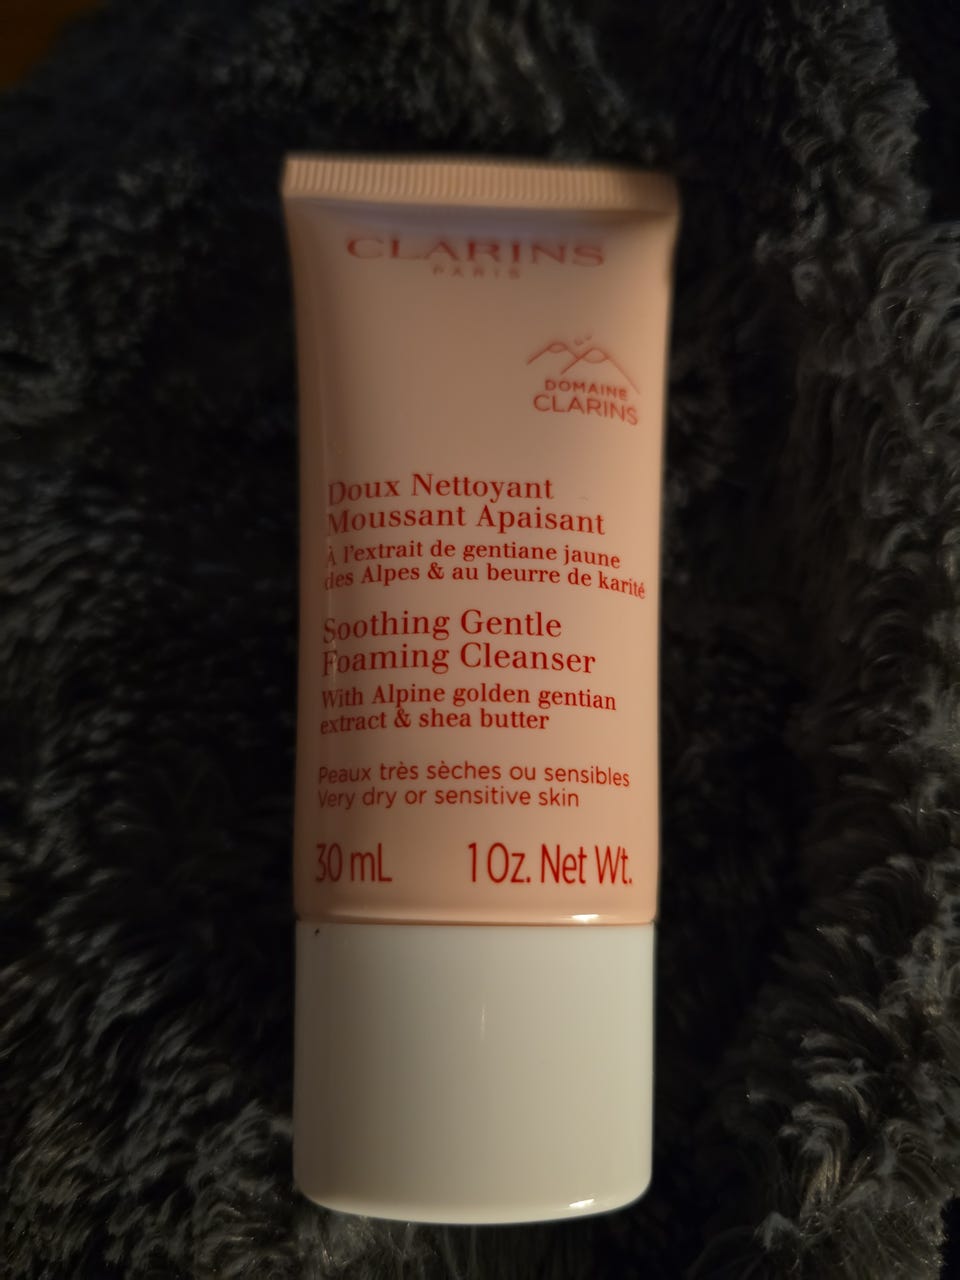 CLARINS
PARIS
DOMAINE
CLARINS
Doux Nettoyant
Moussant Apaisant
À l'extrait de gentiane jaune
des Alpes & au beurre de karité
Soothing Gentle
Foaming Cleanser
With Alpine golden gentian
extract & shea butter
Peaux très sèches ou sensibles
Very dry or sensitive skin
30 mL 1 Oz. Net Wt.